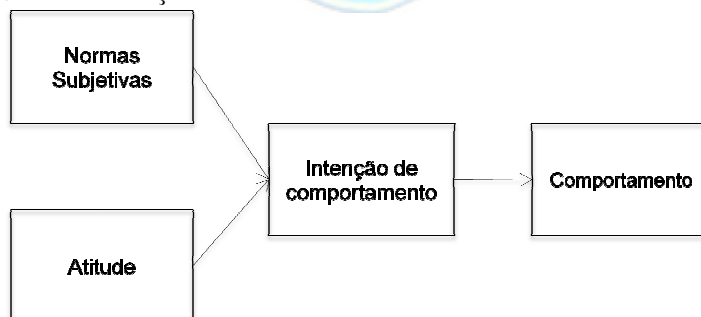 Normas
Subjetivas
Intenção de
comportamento
Comportamento
Atitude